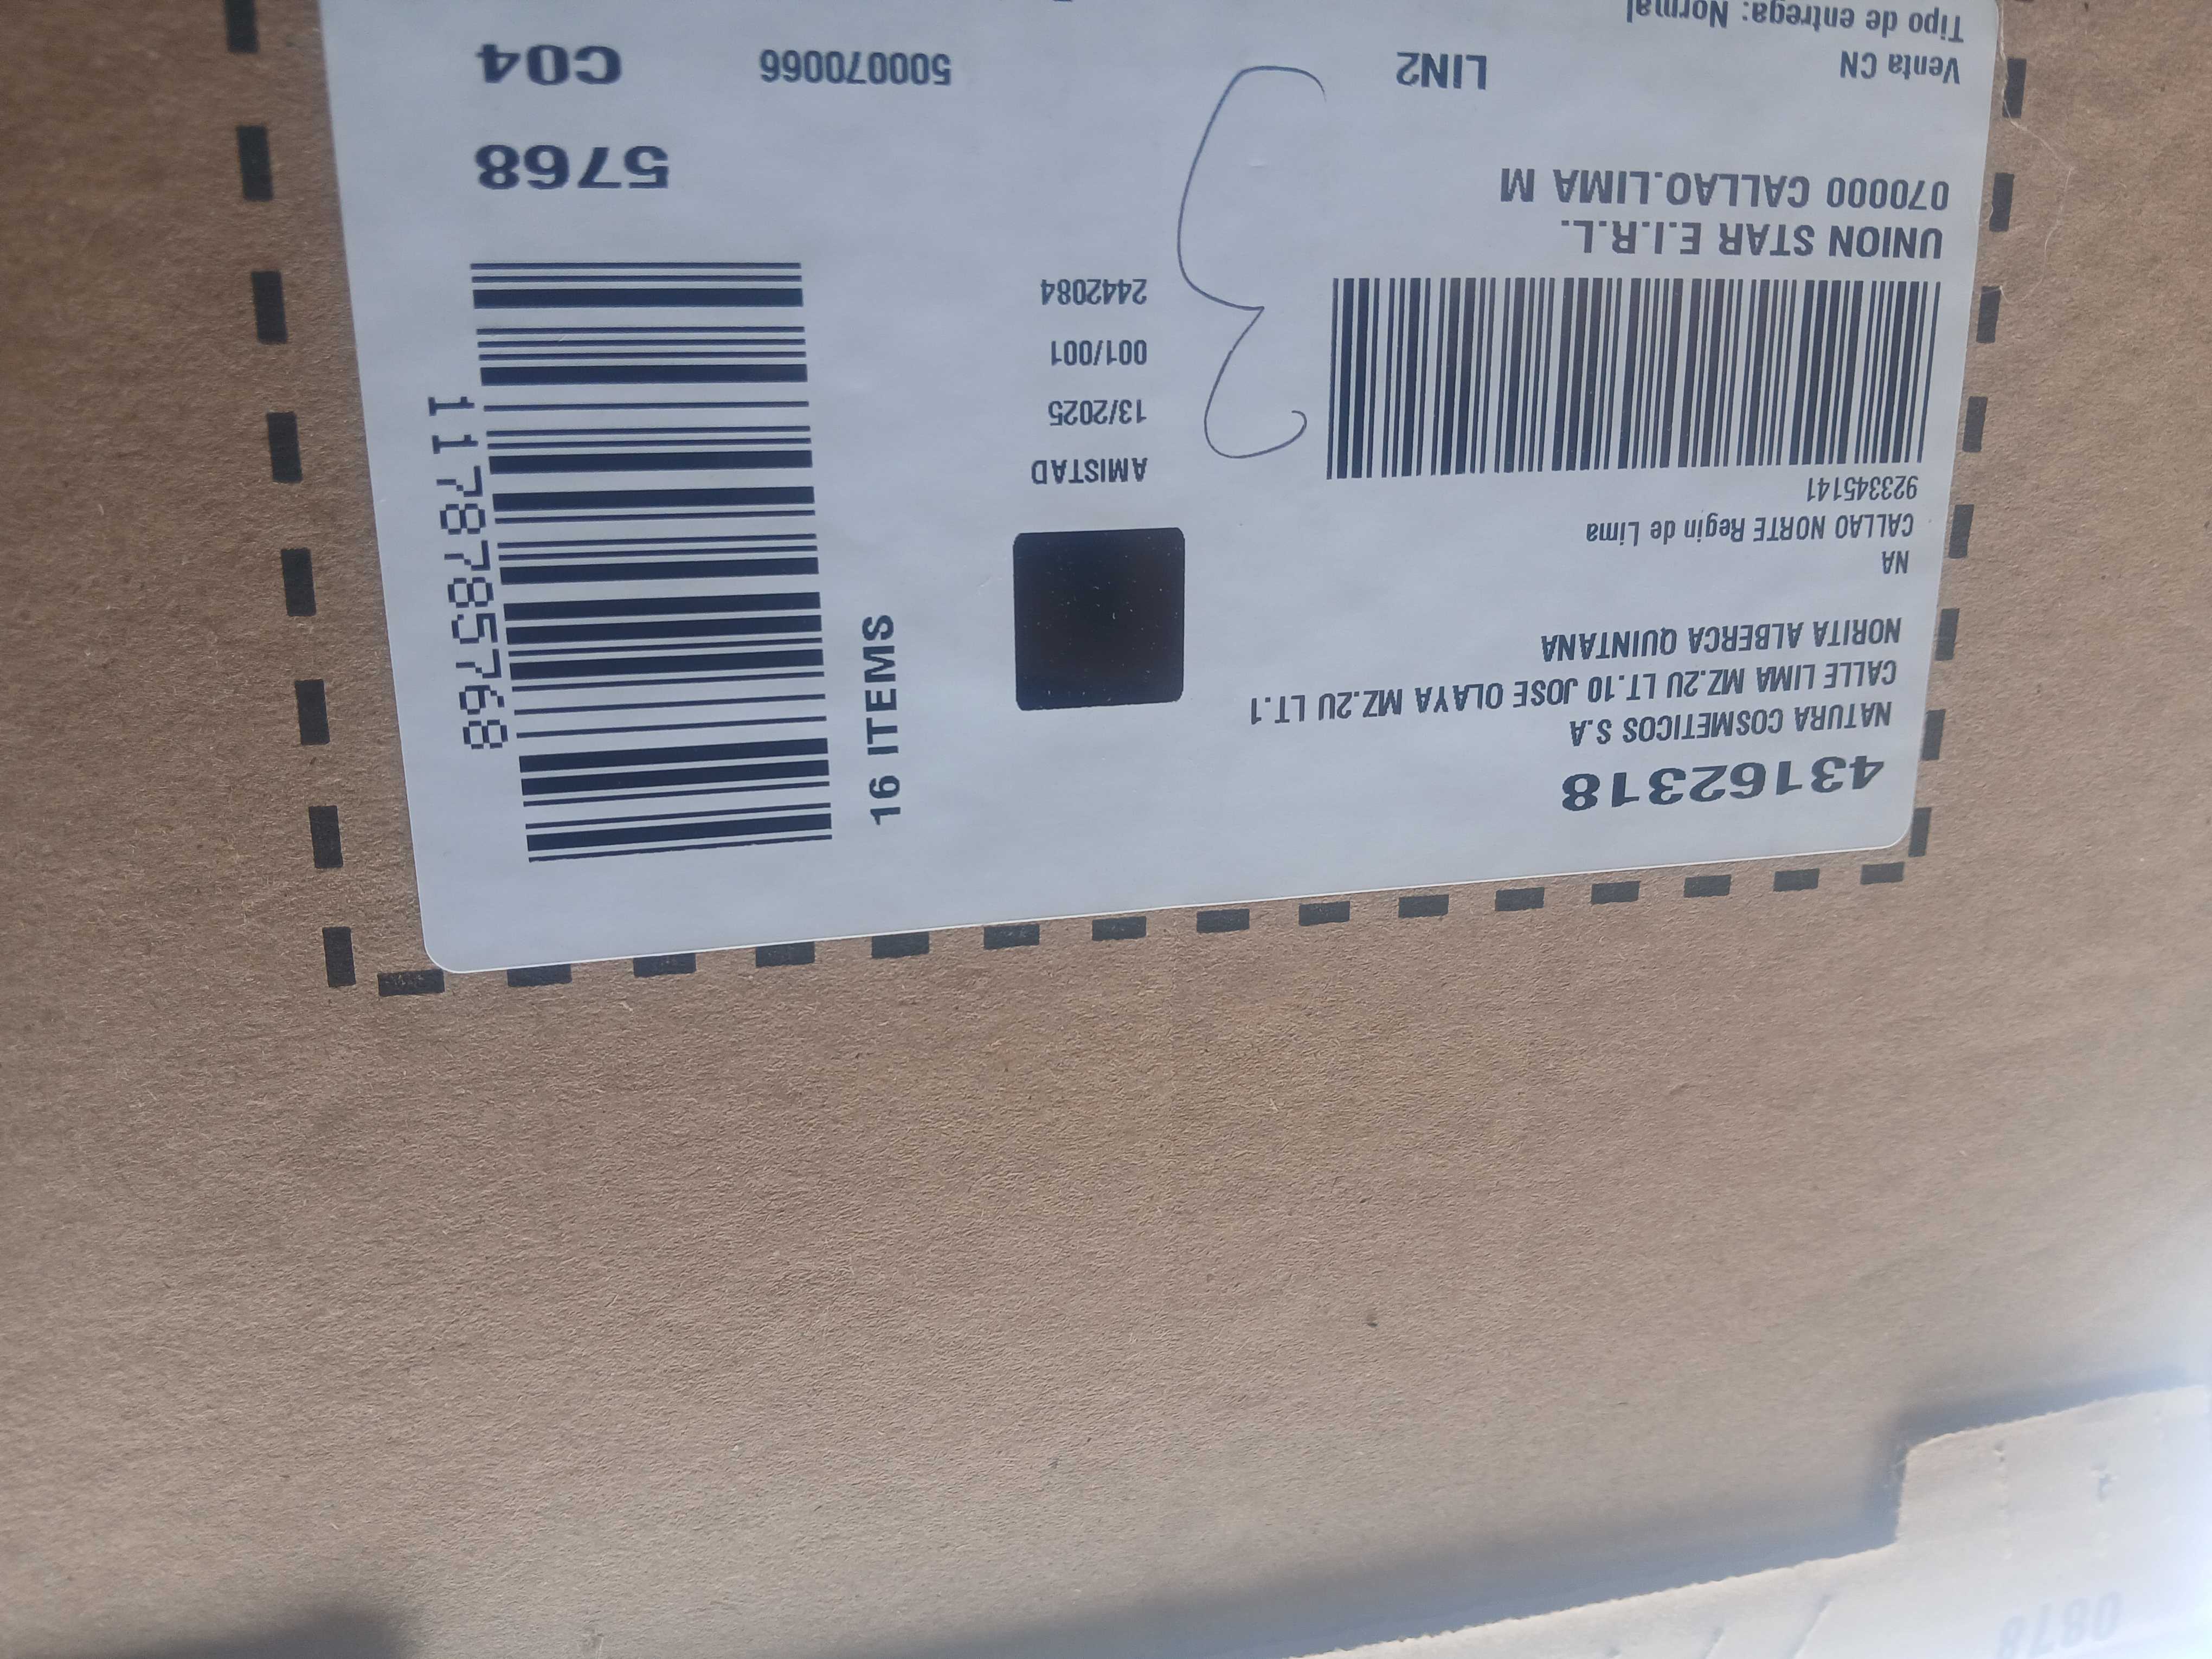 43162318
NATURA COSMETICOS S.A
CALLE LIMA MZ.2U LT.10 JOSE OLAYA MZ.2U LT.1
NORITA ALBERCA QUINTANA
NA
CALLAO NORTE Regin de Lima
923345141
UNION STAR E.I.R.L.
070000 CALLAO.LIMA M
Venta CN
Tipo de entrega: Normal
LIN2
AMISTAD
13/2025
001/001
2442084
3
500070066
16 ITEMS
1178785768
5768
C04